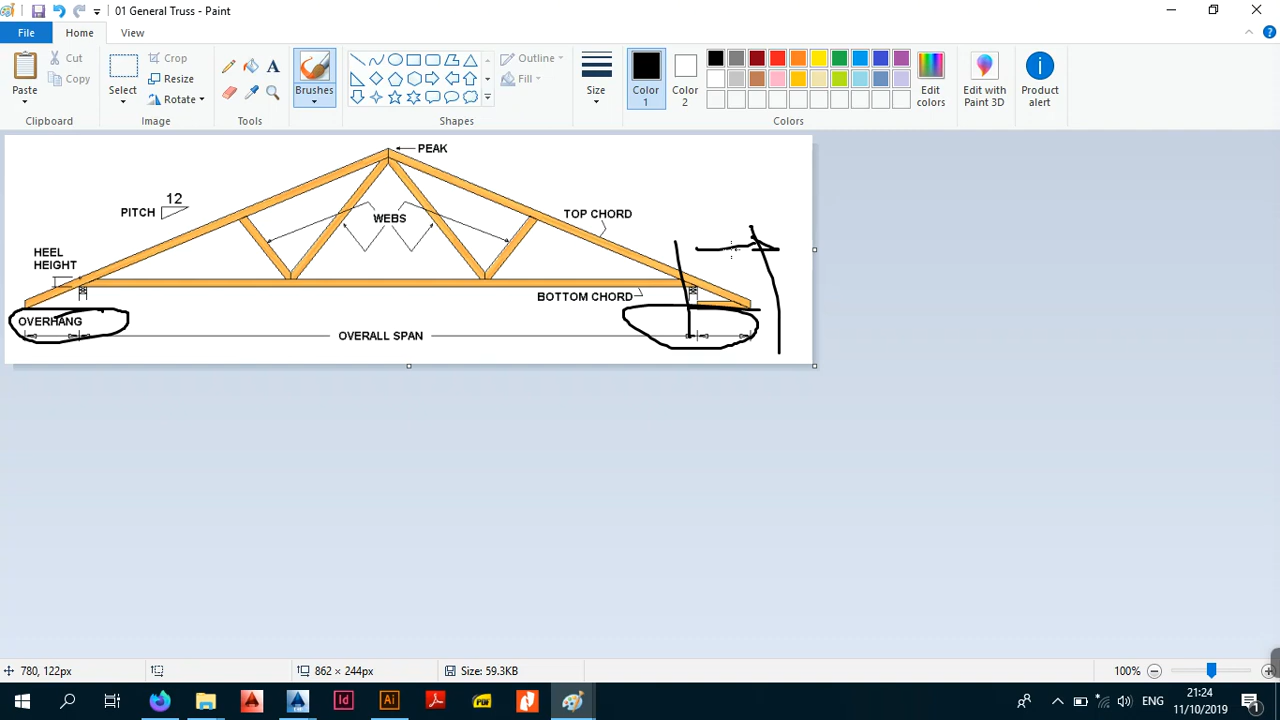 01 General Truss - Paint
File Home View
Paste
Cut
Copy
Clipboard
Select
Crop
Resize
Rotate
Image
A
Tools
Brushes
Outline
Fill
Shapes
Size
Color 1
Color 2
Edit colors
Colors
Edit with Paint 3D
Product alert
PEAK
12
PITCH
WEBS
TOP CHORD
HEEL
HEIGHT
BOTTOM CHORD
OVERHANG
OVERALL SPAN
780, 122px
862 × 244px
Size: 59.3KB
100%
Id
Ai
PDF
ENG
21:24
11/10/2019